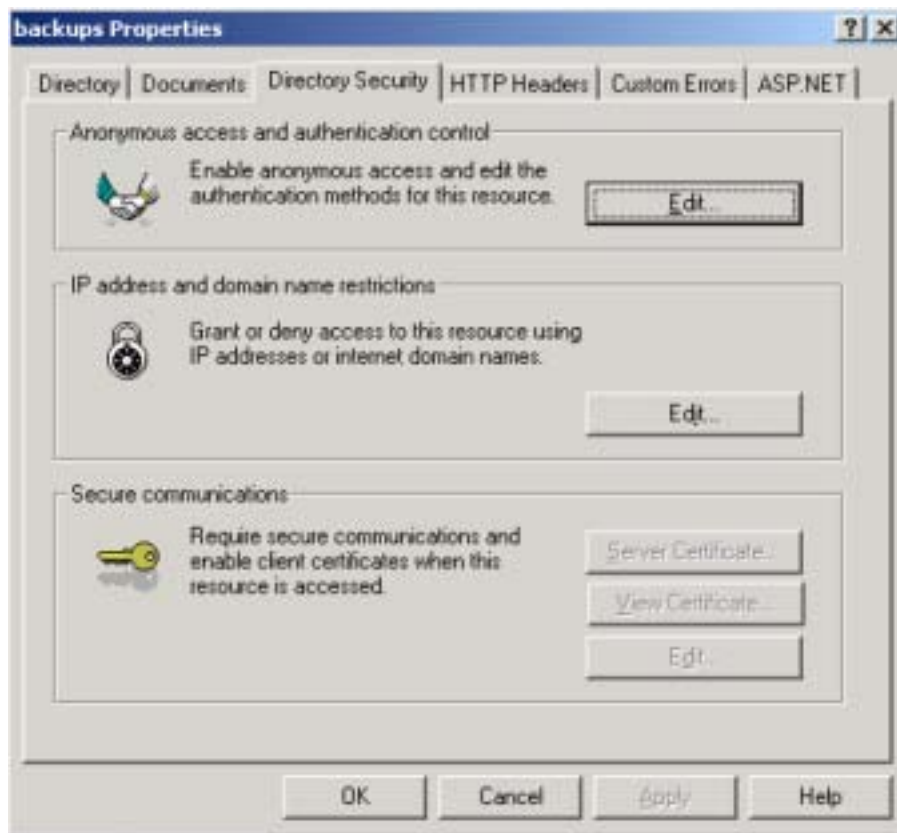 backups Properties
? X
Directory Documents Directory Security HTTP Headers Custom Errors ASP.NET
Anonymous access and authentication control
Enable anonymous access and edit the
authentication methods for this resource.
Edit...
IP address and domain name restrictions
Grant or deny access to this resource using
IP addresses or internet domain names.
Edit...
Secure communications
Require secure communications and
enable client certificates when this
resource is accessed.
Server Certificate...
View Certificate...
Edit...
OK Cancel Apply Help